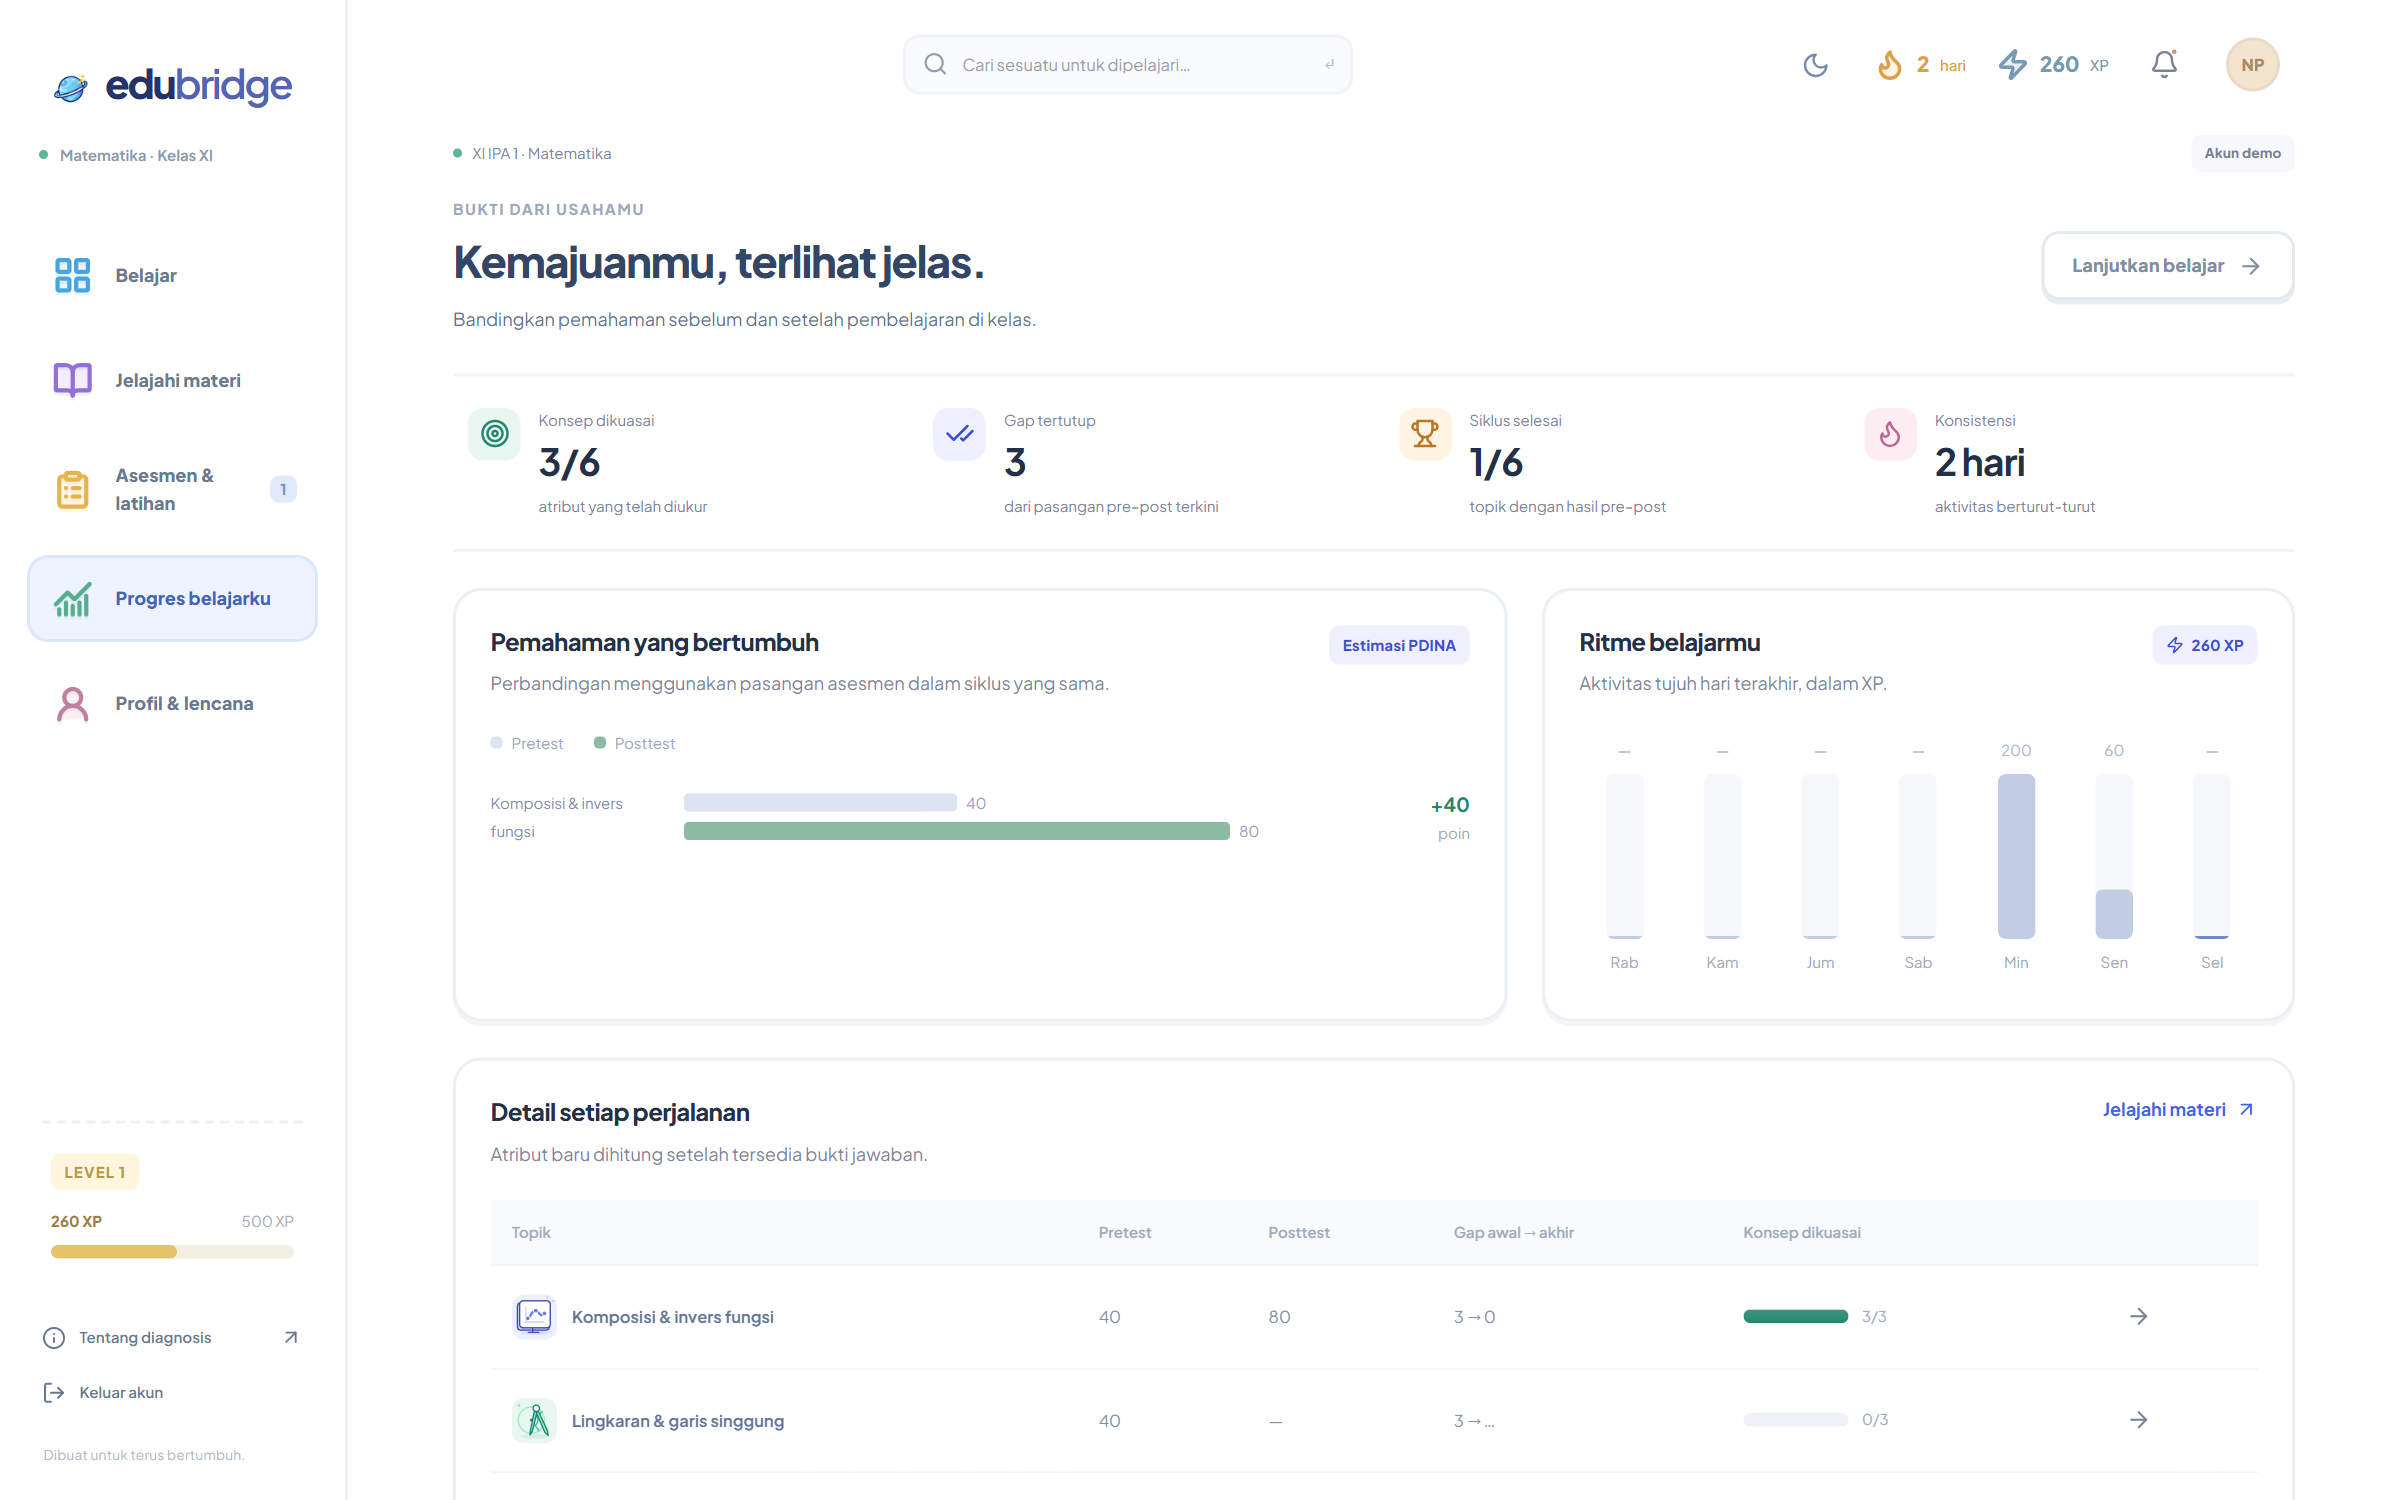 edubridge
Matematika · Kelas XI
Belajar
Jelajahi materi
Asesmen &
latihan
1
Progres belajarku
Profil & lencana
LEVEL 1
260 XP
500 XP
Tentang diagnosis
Keluar akun
Dibuat untuk terus bertumbuh.
Cari sesuatu untuk dipelajari...
2 hari
260 XP
NP
XI IPA 1 · Matematika
Akun demo
BUKTI DARI USAHAMU
Kemajuanmu, terlihat jelas.
Bandingkan pemahaman sebelum dan setelah pembelajaran di kelas.
Lanjutkan belajar →
Konsep dikuasai
3/6
atribut yang telah diukur
Gap tertutup
3
dari pasangan pre-post terkini
Siklus selesai
1/6
topik dengan hasil pre-post
Konsistensi
2 hari
aktivitas berturut-turut
Pemahaman yang bertumbuh
Estimasi PDINA
Perbandingan menggunakan pasangan asesmen dalam siklus yang sama.
Pretest
Posttest
Komposisi & invers
fungsi
40
80
+40
poin
Ritme belajarmu
260 XP
Aktivitas tujuh hari terakhir, dalam XP.
— — — — 200 60 —
Rab Kam Jum Sab Min Sen Sel
Detail setiap perjalanan
Jelajahi materi
Atribut baru dihitung setelah tersedia bukti jawaban.
Topik Pretest Posttest Gap awal → akhir Konsep dikuasai
Komposisi & invers fungsi 40 80 3 → 0 3/3
Lingkaran & garis singgung 40 — 3 → ... 0/3